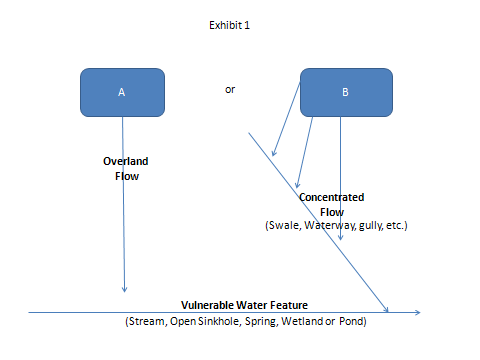 Exhibit 1
A
or
B
Overland
Flow
Concentrated
Flow
(Swale, Waterway, gully, etc.)
Vulnerable Water Feature
(Stream, Open Sinkhole, Spring, Wetland or Pond)